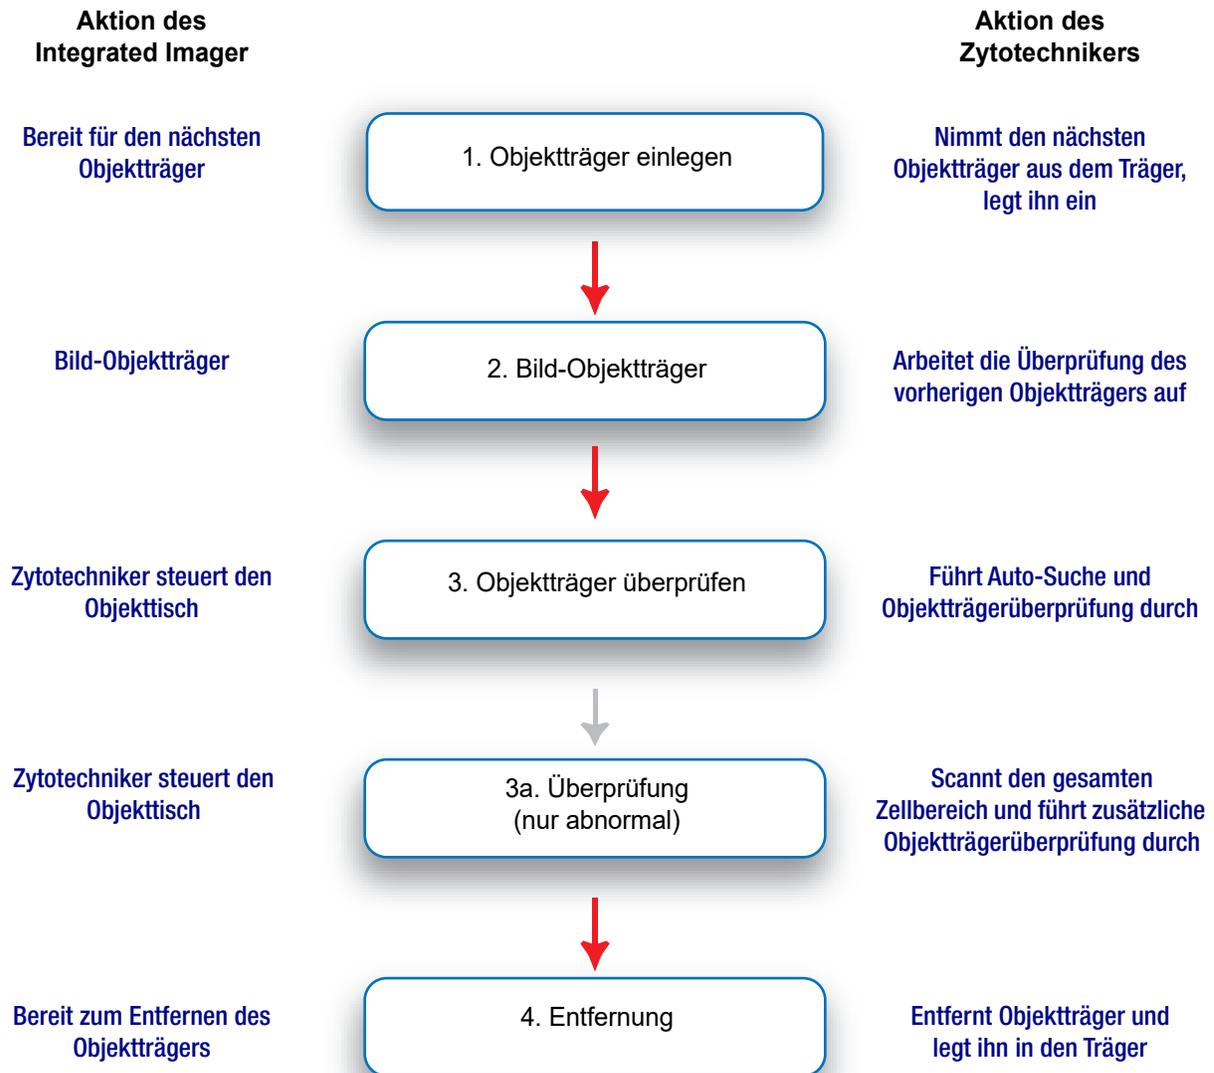 Aktion des
Integrated Imager
Aktion des
Zytotechnikers
Bereit für den nächsten
Objektträger
1. Objektträger einlegen
Nimmt den nächsten
Objektträger aus dem Träger,
legt ihn ein
Bild-Objektträger
2. Bild-Objektträger
Arbeitet die Überprüfung des
vorherigen Objektträgers auf
Zytotechniker steuert den
Objekttisch
3. Objektträger überprüfen
Führt Auto-Suche und
Objektträgerüberprüfung durch
Zytotechniker steuert den
Objekttisch
3a. Überprüfung
(nur abnormal)
Scannt den gesamten
Zellbereich und führt zusätzliche
Objektträgerüberprüfung durch
Bereit zum Entfernen des
Objektträgers
4. Entfernung
Entfernt Objektträger und
legt ihn in den Träger